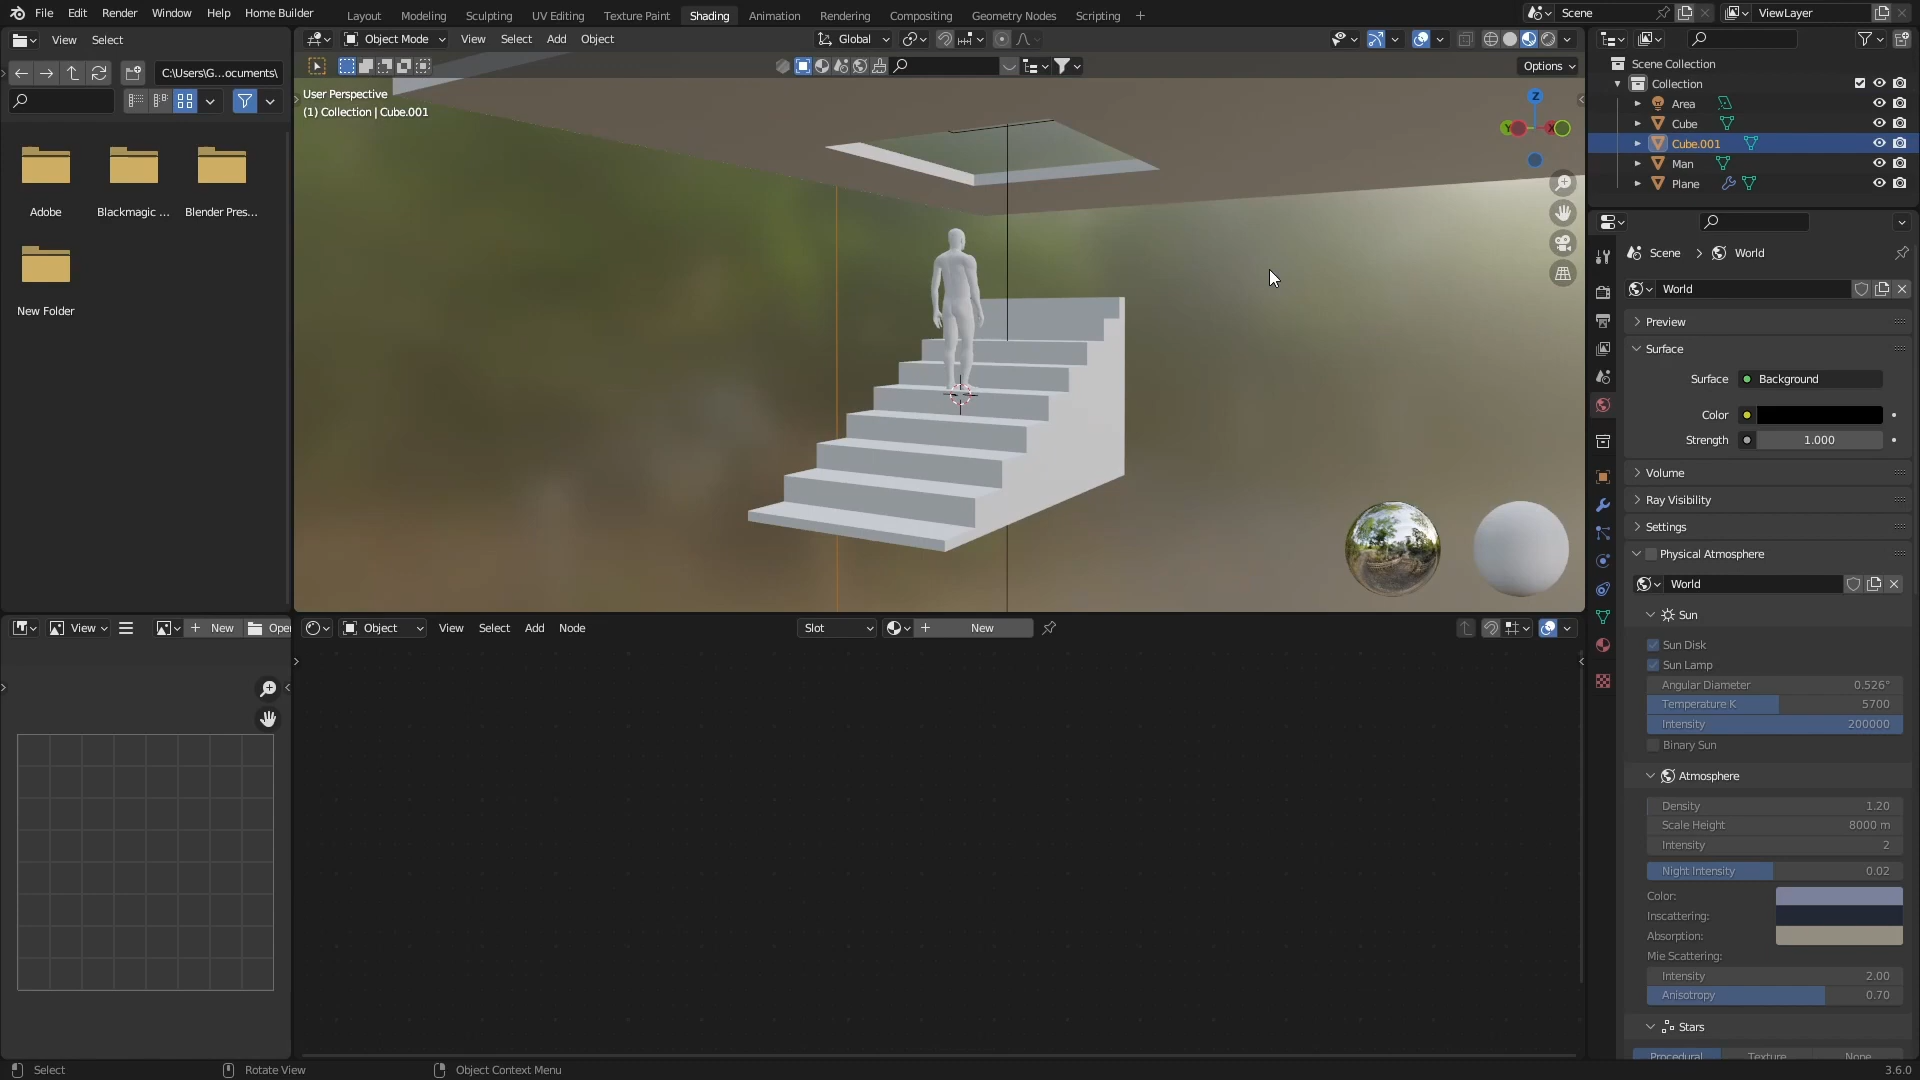 File Edit Render Window Help Home Builder
Layout Modeling Sculpting UV Editing Texture Paint Shading Animation Rendering Compositing Geometry Nodes Scripting
Scene
ViewLayer
View Select
C:\Users\G...ocuments\
Adobe
Blackmagic ...
Blender Pres...
New Folder
Object Mode View Select Add Object
Global
Options
User Perspective
(1) Collection | Cube.001
Z
Y
X
Scene Collection
Collection
Area
Cube
Cube.001
Man
Plane
Scene > World
World
Preview
Surface
Surface Background
Color
Strength 1.000
Volume
Ray Visibility
Settings
Physical Atmosphere
World
Sun
Sun Disk
Sun Lamp
Angular Diameter 0.526°
Temperature K 5700
Intensity 200000
Binary Sun
Atmosphere
Density 1.20
Scale Height 8000 m
Intensity 2
Night Intensity 0.02
Color:
Inscattering:
Absorption:
Mie Scattering:
Intensity 2.00
Anisotropy 0.70
Stars
Procedural Texture None
View
New
Ope
Object View Select Add Node
Slot
New
Select
Rotate View
Object Context Menu
3.6.0